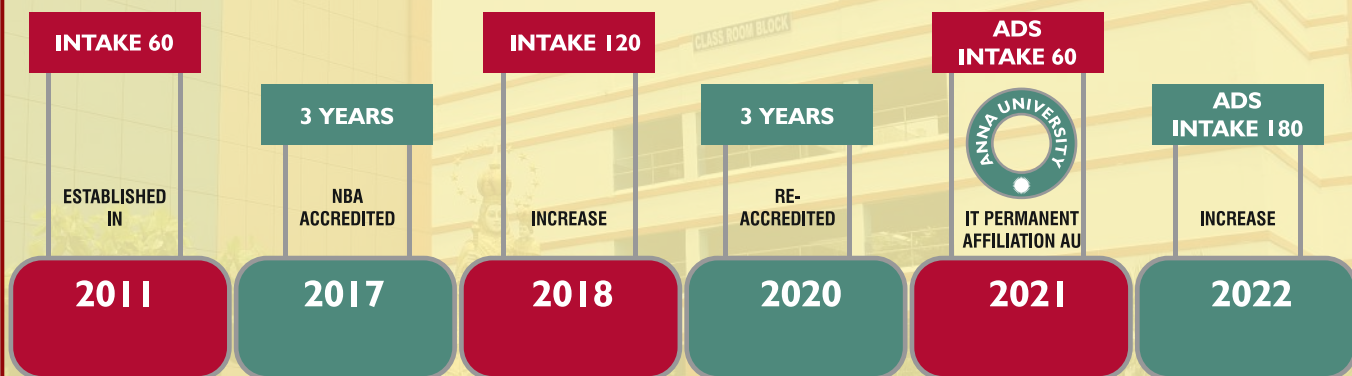 INTAKE 60
ESTABLISHED
IN
2011
3 YEARS
NBA
ACCREDITED
2017
INTAKE 120
INCREASE
2018
CLASS ROOM BLOCK
3 YEARS
RE-
ACCREDITED
2020
ADS
INTAKE 60
ANNA UNIVERSITY
IT PERMANENT
AFFILIATION AU
2021
ADS
INTAKE 180
INCREASE
2022